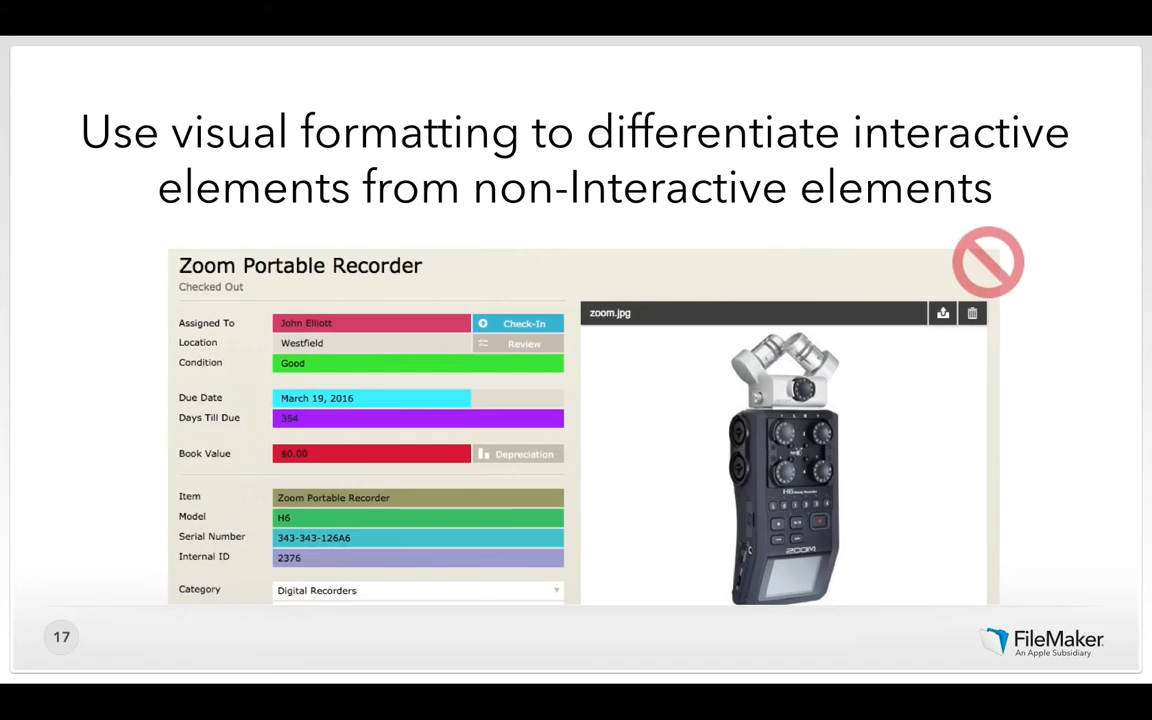 Use visual formatting to differentiate interactive
elements from non-Interactive elements
Zoom Portable Recorder
Checked Out
Assigned To John Elliott Check-In
Location Westfield Review
Condition Good
Due Date March 19, 2016
Days Till Due 354
Book Value $0.00 Depreciation
Item Zoom Portable Recorder
Model H6
Serial Number 343-343-126A6
Internal ID 2376
Category Digital Recorders
zoom.jpg
H6
ZOOM
17
FileMaker
An Apple Subsidiary